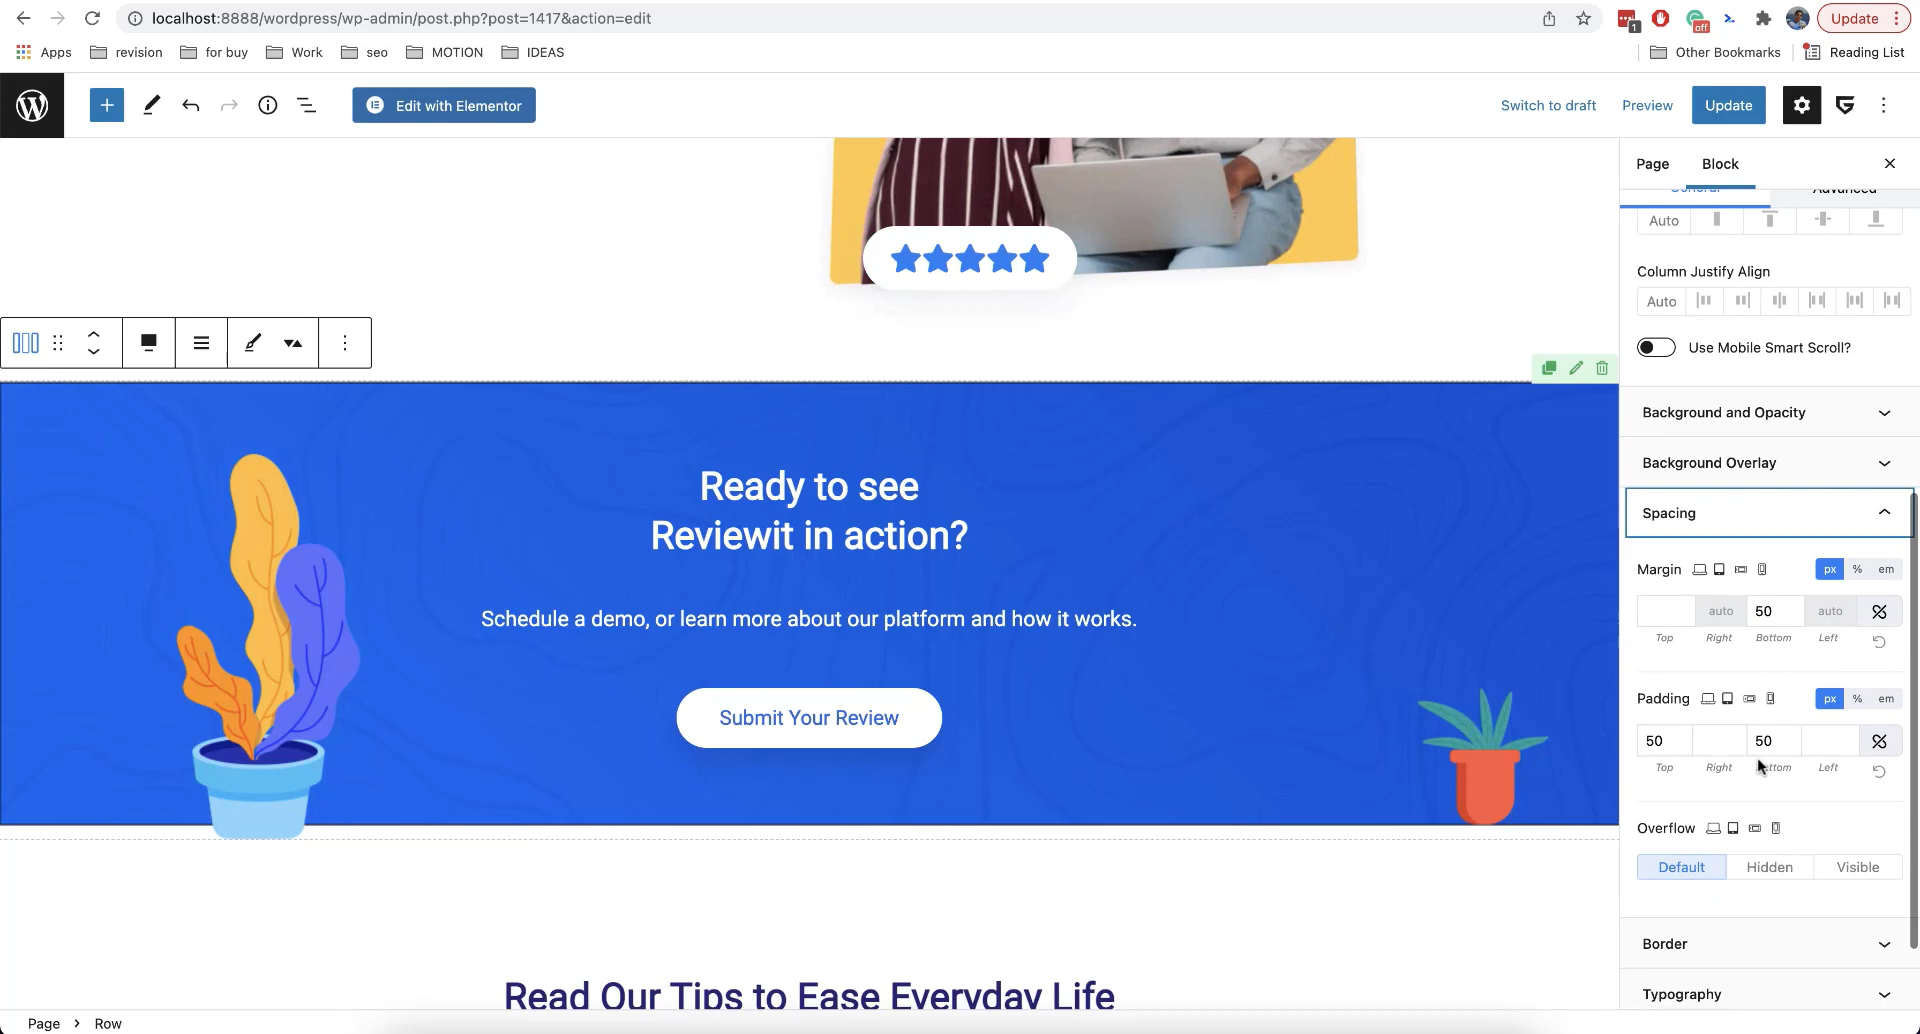 localhost:8888/wordpress/wp-admin/post.php?post=1417&action=edit
1
off
Update
Apps
revision
for buy
Work
seo
MOTION
IDEAS
Other Bookmarks
Reading List
Edit with Elementor
Switch to draft
Preview
Update
Page
Block
General
Advanced
Auto
Column Justify Align
Auto
Use Mobile Smart Scroll?
Background and Opacity
Background Overlay
Spacing
Margin
px % em
auto 50 auto
Top Right Bottom Left
Padding
px % em
50 50
Top Right Bottom Left
Overflow
Default Hidden Visible
Border
Typography
Ready to see
Reviewit in action?
Schedule a demo, or learn more about our platform and how it works.
Submit Your Review
Read Our Tips to Ease Everyday Life
Page > Row